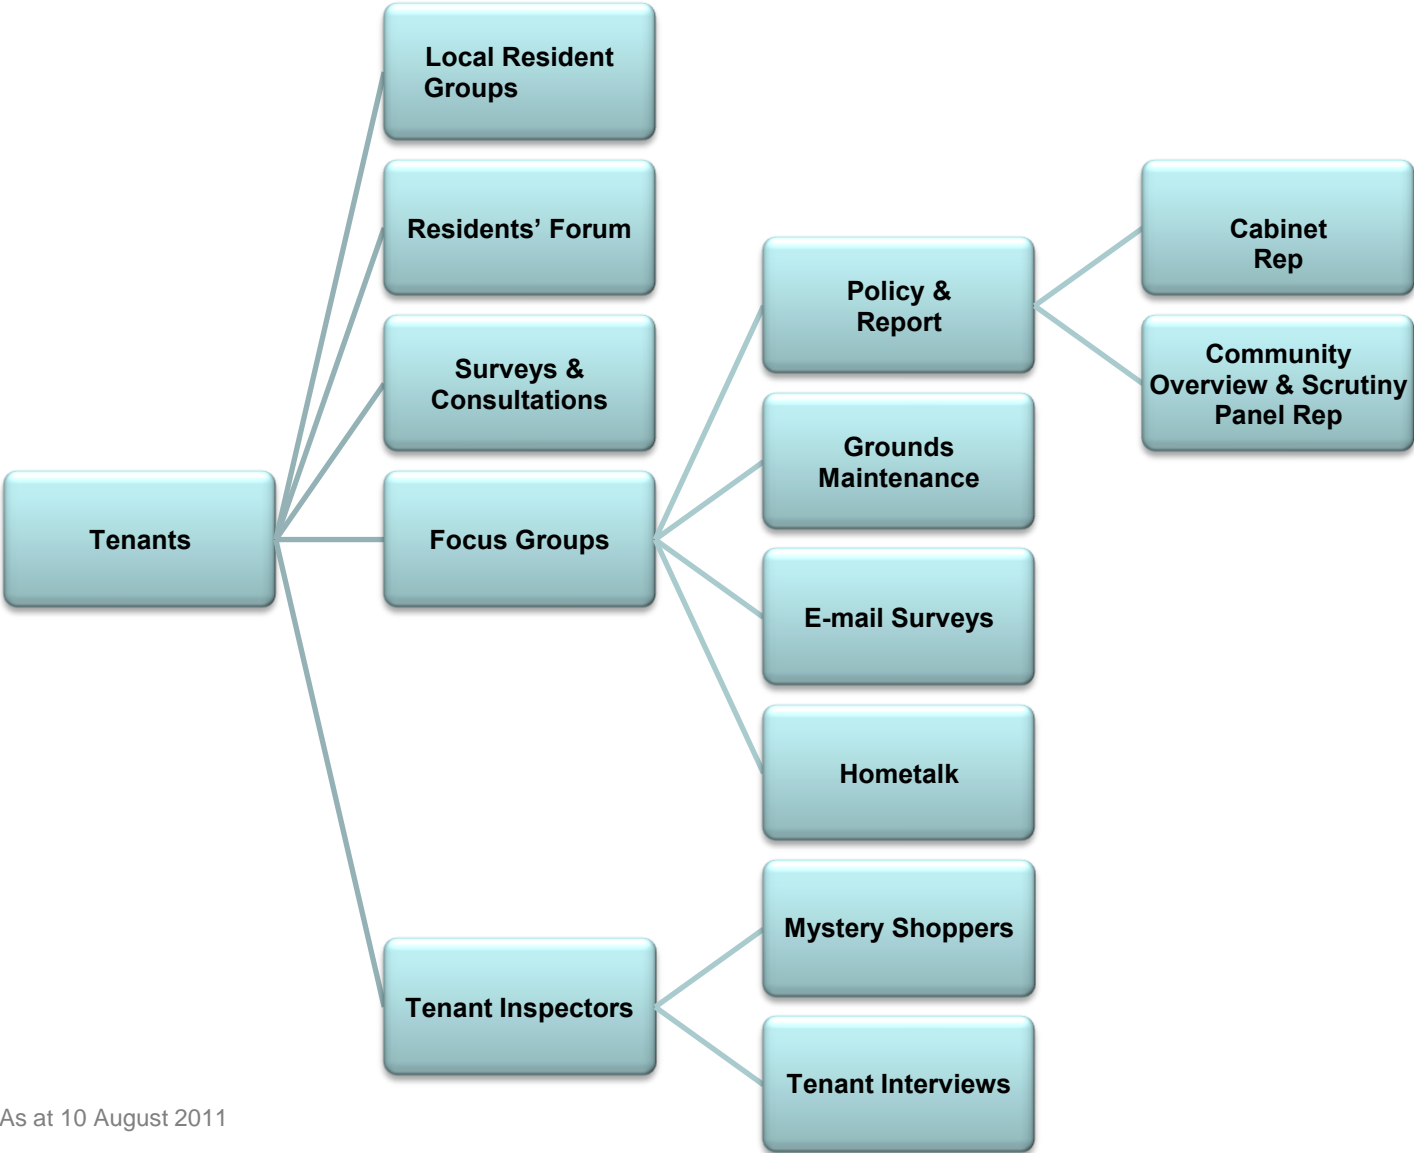 Local Resident
Groups
Residents’ Forum
Surveys &
Consultations
Tenants
Focus Groups
Tenant Inspectors
Policy &
Report
Grounds
Maintenance
E-mail Surveys
Hometalk
Mystery Shoppers
Tenant Interviews
Cabinet
Rep
Community
Overview & Scrutiny
Panel Rep
As at 10 August 2011